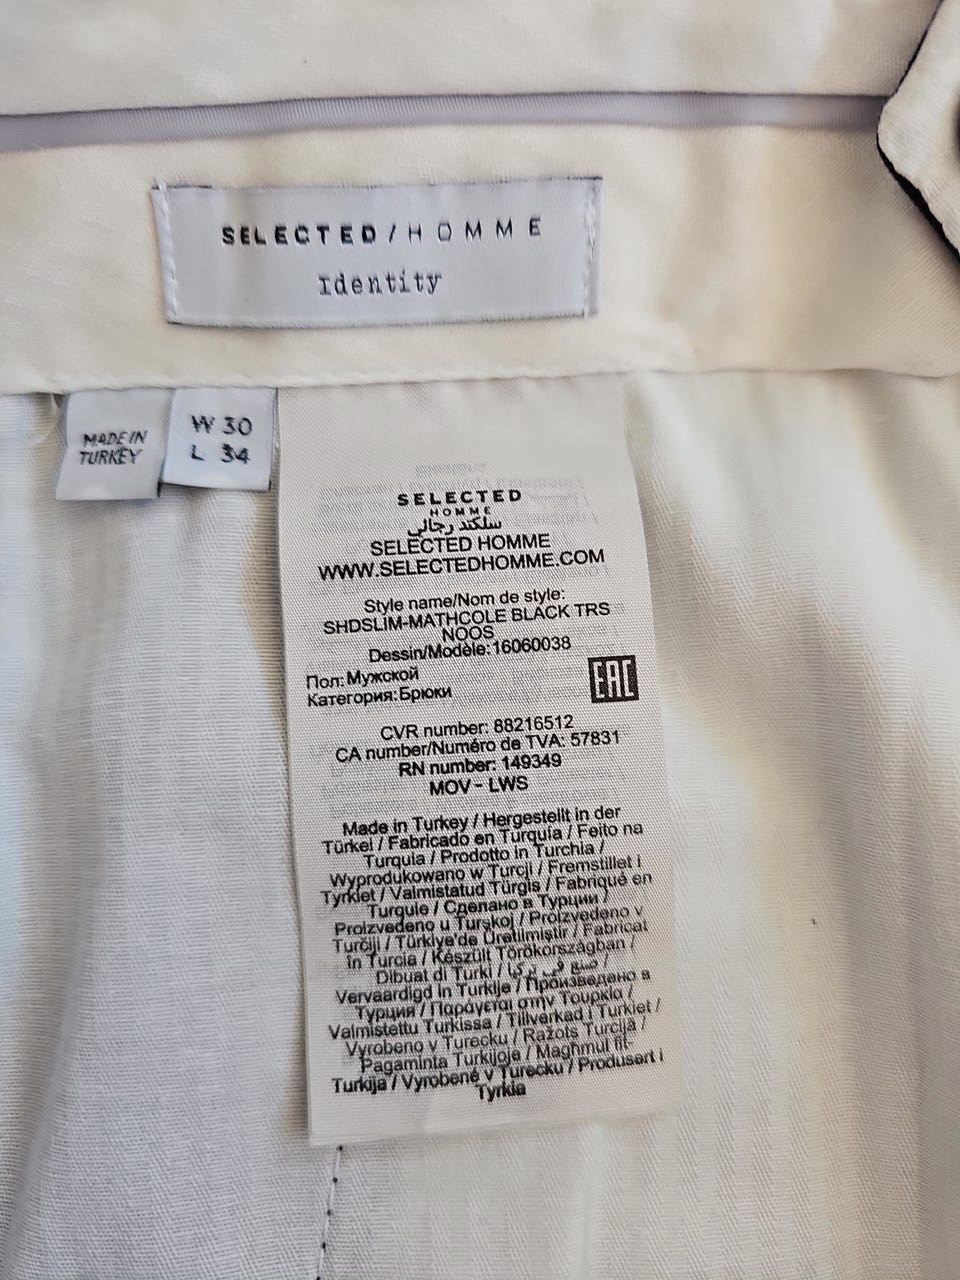 SELECTED/HOMME
Identity
MADE IN
TURKEY
W 30
L 34
SELECTED
HOMME
سلكتد رجالي
SELECTED HOMME
WWW.SELECTEDHOMME.COM
Style name/Nom de style:
SHDSLIM-MATHCOLE BLACK TRS
NOOS
Dessin/Modèle:16060038
Пол:Мужской
Категория:Брюки
EAC
CVR number: 88216512
CA number/Numéro de TVA: 57831
RN number: 149349
MOV - LWS
Made in Turkey / Hergestellt in der
Türkei / Fabricado en Turquía / Feito na
Turquia / Prodotto in Turchia /
Wyprodukowano w Turcji / Fremstillet i
Tyrkiet / Valmistatud Türgis / Fabriqué en
Turquie / Сделано в Турции /
Proizvedeno u Turskoj / Proizvedeno v
Turčiji / Türkiye'de Üretilmiştir / Fabricat
în Turcia / Készült Törökországban /
Dibuat di Turki / صنع في تركيا /
Vervaardigd in Turkije / Произведено в
Турция / Παράγεται στην Τουρκία /
Valmistettu Turkissa / Tillverkad i Turkiet /
Vyrobeno v Turecku / Ražots Turcijā /
Pagaminta Turkijoje / Magħmul fit-
Turkija / Vyrobené v Turecku / Produsert i
Tyrkia